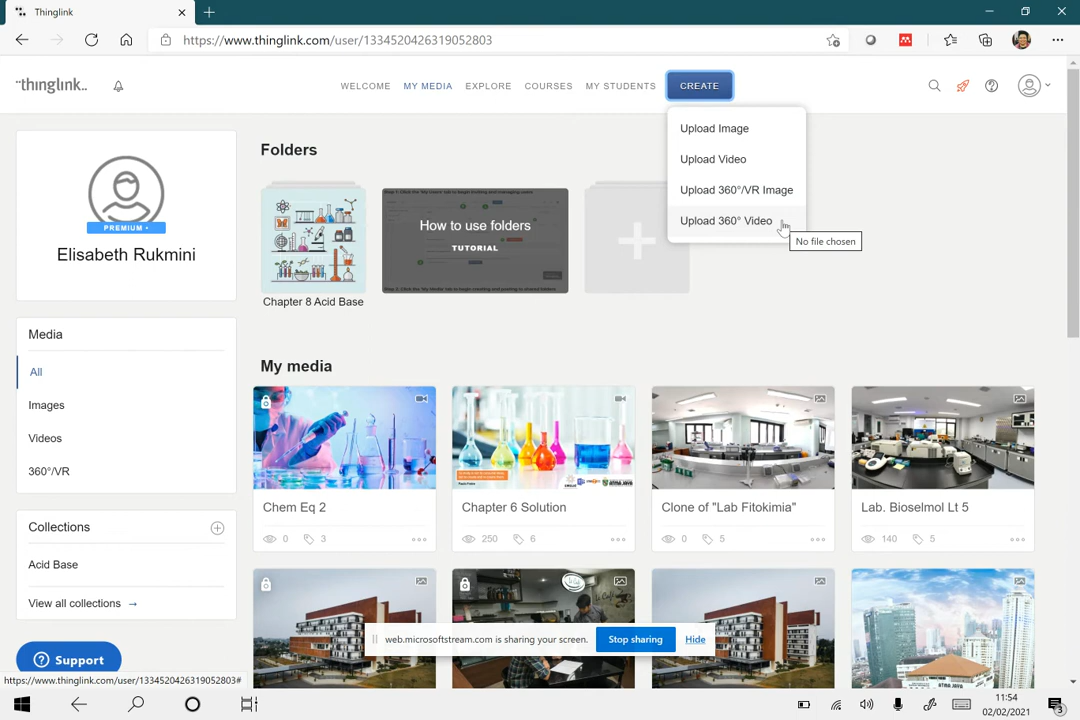 Thinglink
https://www.thinglink.com/user/1334520426319052803
thinglink..
WELCOME
MY MEDIA
EXPLORE
COURSES
MY STUDENTS
CREATE
Upload Image
Upload Video
Upload 360°/VR Image
Upload 360° Video
No file chosen
PREMIUM
Elisabeth Rukmini
Media
All
Images
Videos
360°/VR
Collections
Acid Base
View all collections →
Support
https://www.thinglink.com/user/1334520426319052803#
Folders
How to use folders
TUTORIAL
Chapter 8 Acid Base
My media
Chem Eq 2
0
3
Chapter 6 Solution
250
6
Clone of "Lab Fitokimia"
0
5
Lab. Bioselmol Lt 5
140
5
web.microsoftstream.com is sharing your screen.
Stop sharing
Hide
11:54
02/02/2021
3